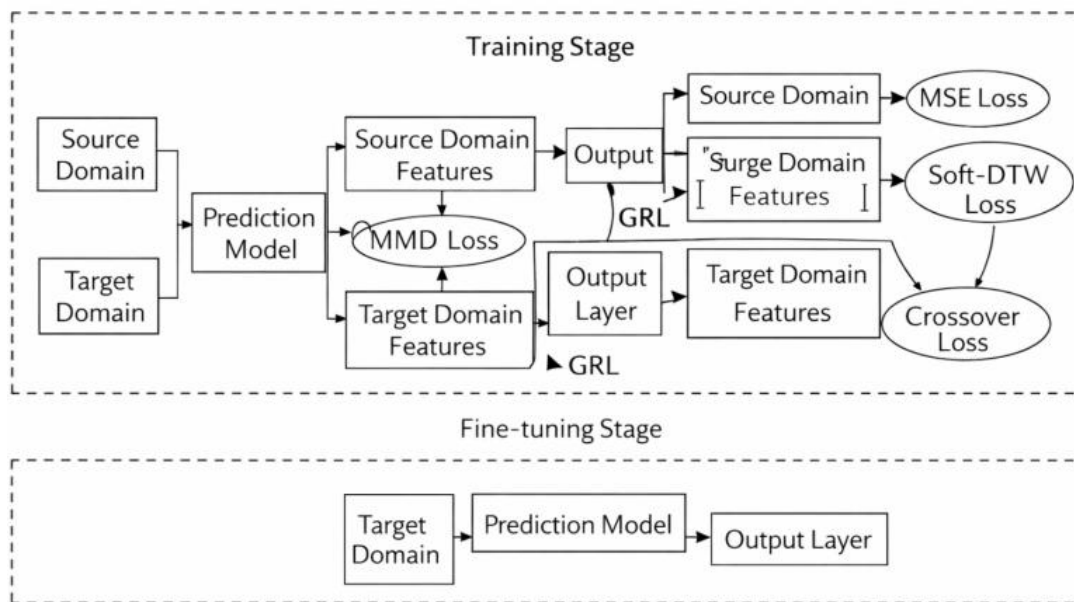 Training Stage
Source
Domain
Target
Domain
Prediction
Model
Source Domain
Features
MMD Loss
Target Domain
Features
Output
GRL
Output
Layer
GRL
Source Domain
MSE Loss
Surge Domain
Features
Soft-DTW
Loss
Target Domain
Features
Crossover
Loss
Fine-tuning Stage
Target
Domain
Prediction Model
Output Layer